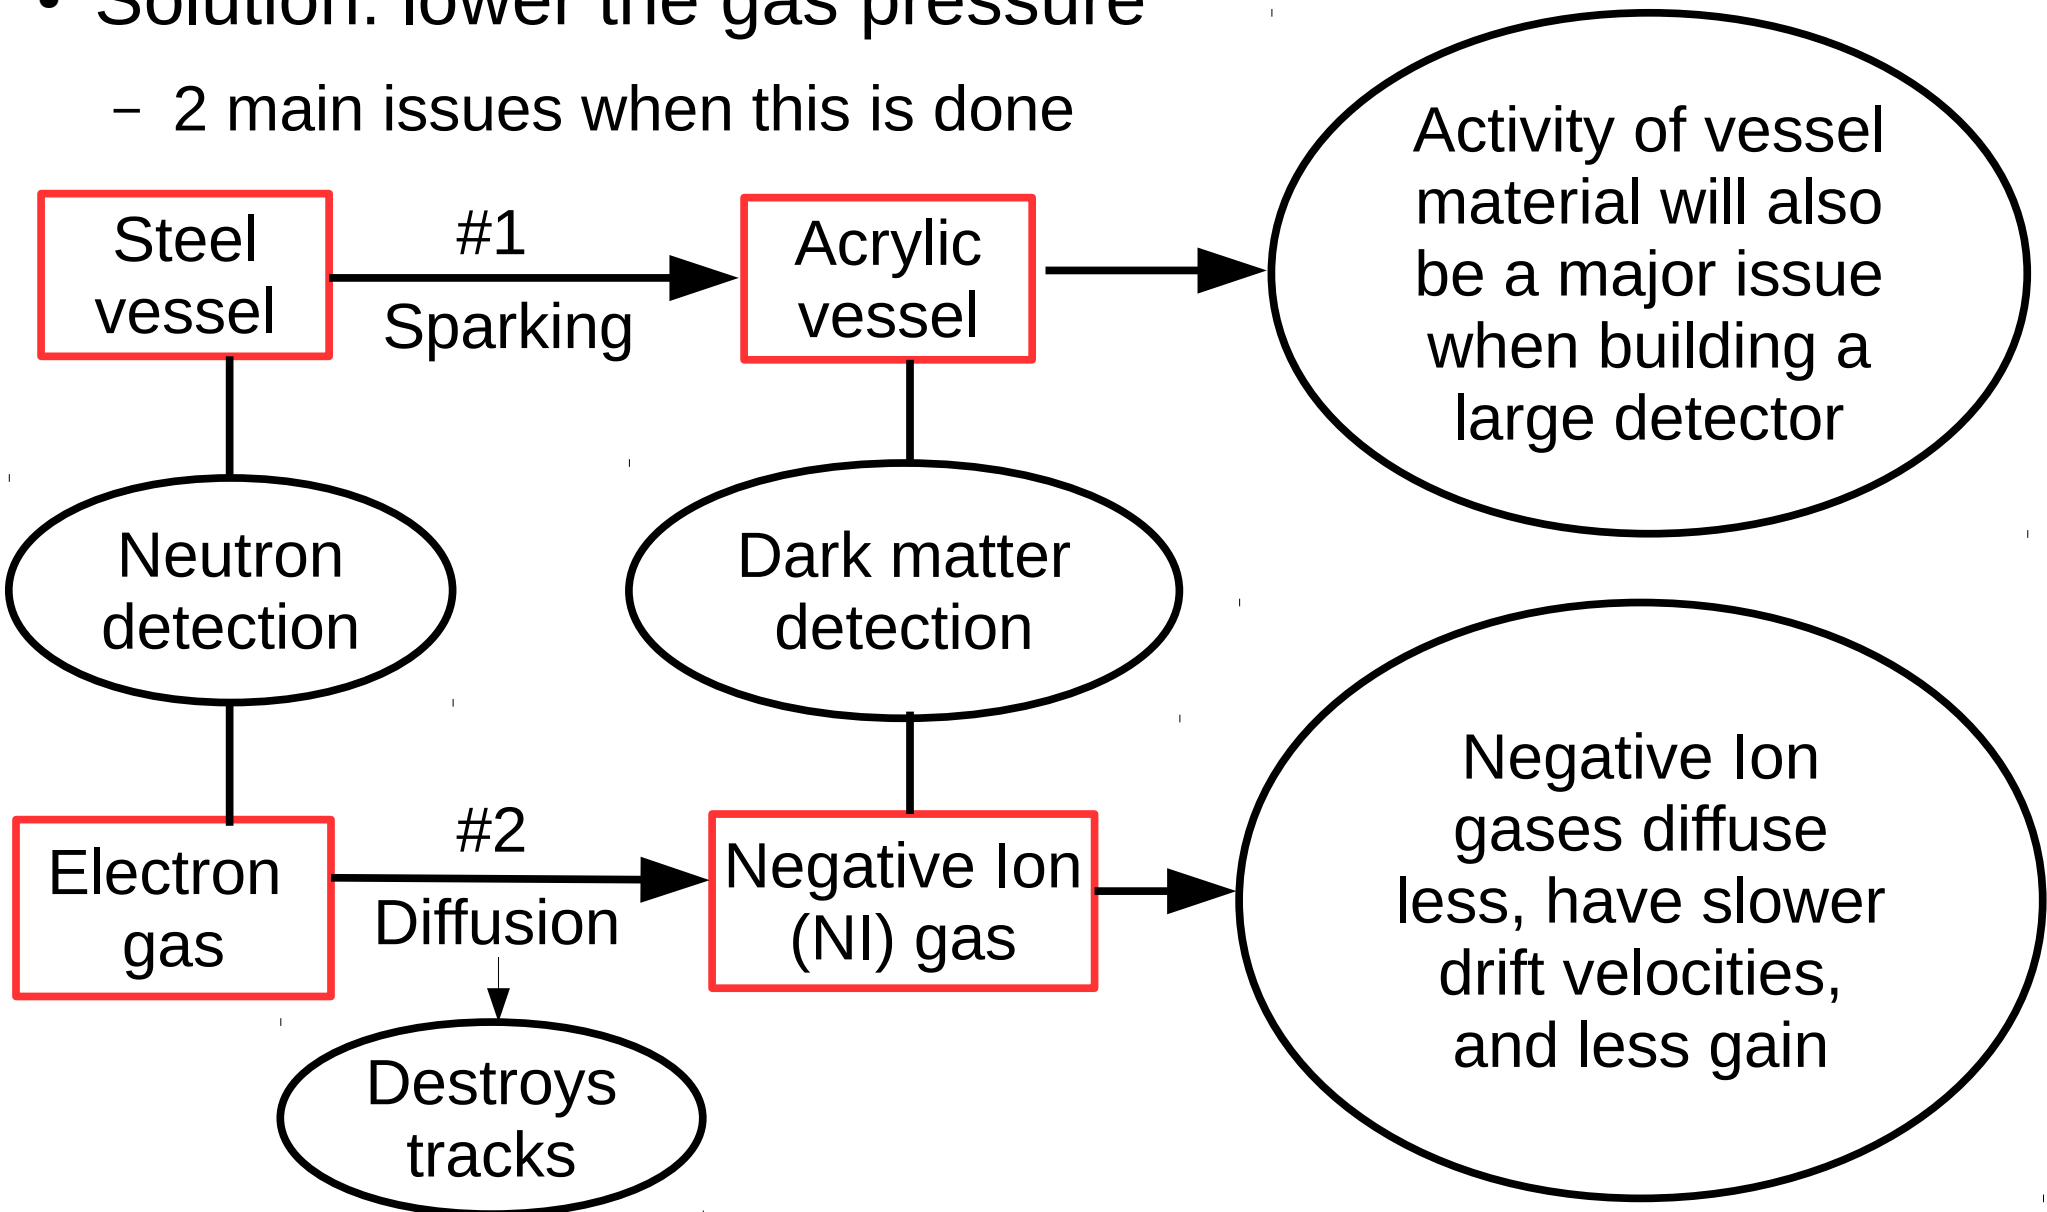 • Solution: lower the gas pressure
– 2 main issues when this is done
Steel
vessel
#1
Sparking
Acrylic
vessel
Activity of vessel
material will also
be a major issue
when building a
large detector
Neutron
detection
Dark matter
detection
Electron
gas
#2
Diffusion
Negative Ion
(NI) gas
Negative Ion
gases diffuse
less, have slower
drift velocities,
and less gain
Destroys
tracks